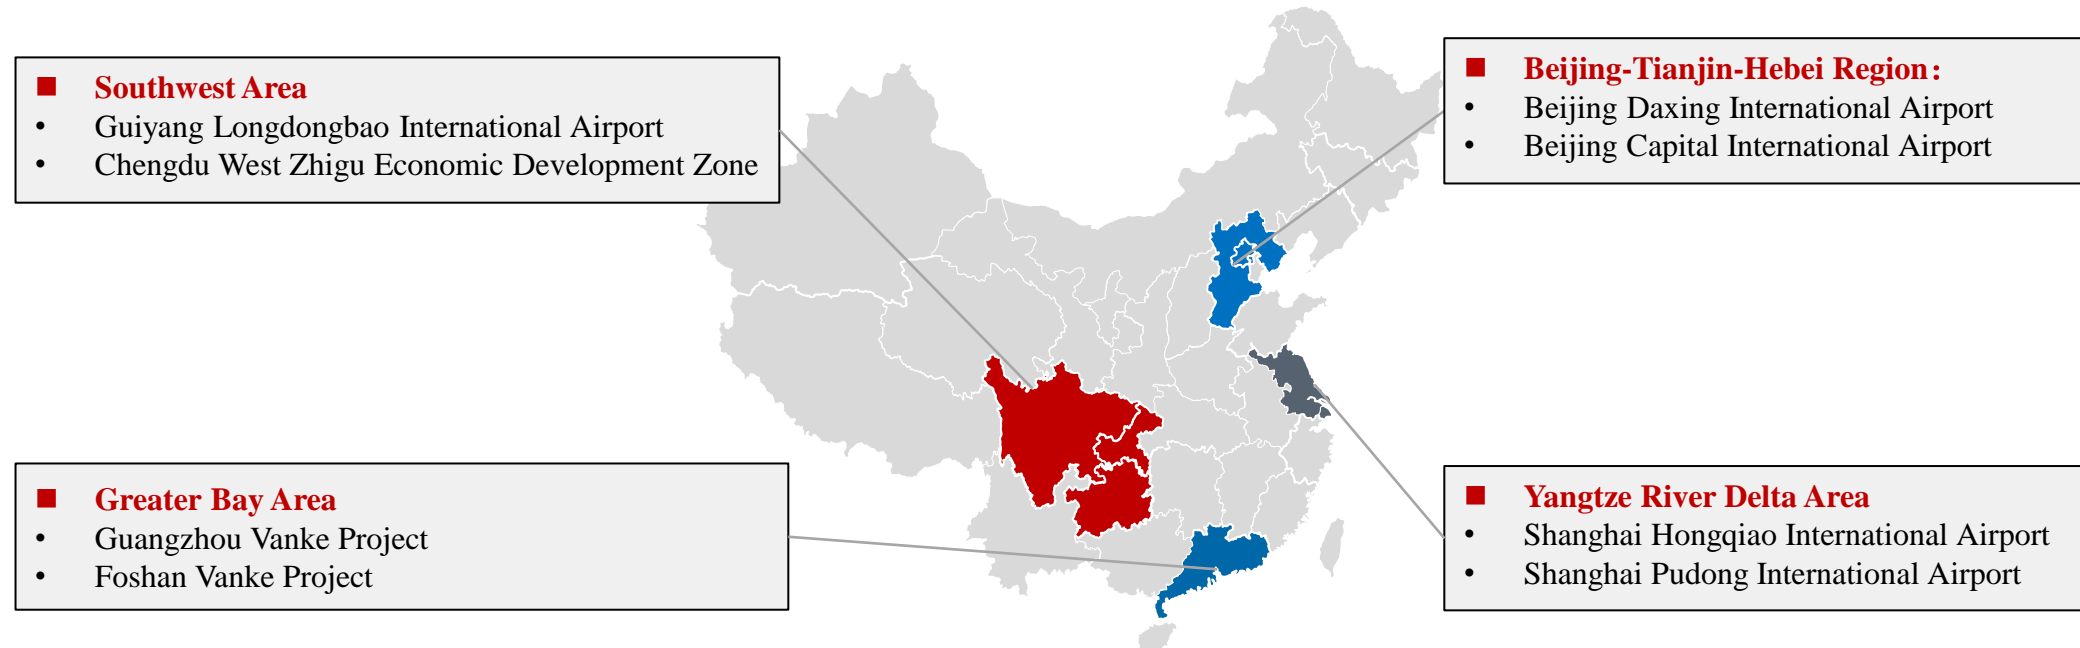 ■ Southwest Area
• Guiyang Longdongbao International Airport
• Chengdu West Zhigu Economic Development Zone
■ Beijing-Tianjin-Hebei Region：
• Beijing Daxing International Airport
• Beijing Capital International Airport
■ Greater Bay Area
• Guangzhou Vanke Project
• Foshan Vanke Project
■ Yangtze River Delta Area
• Shanghai Hongqiao International Airport
• Shanghai Pudong International Airport